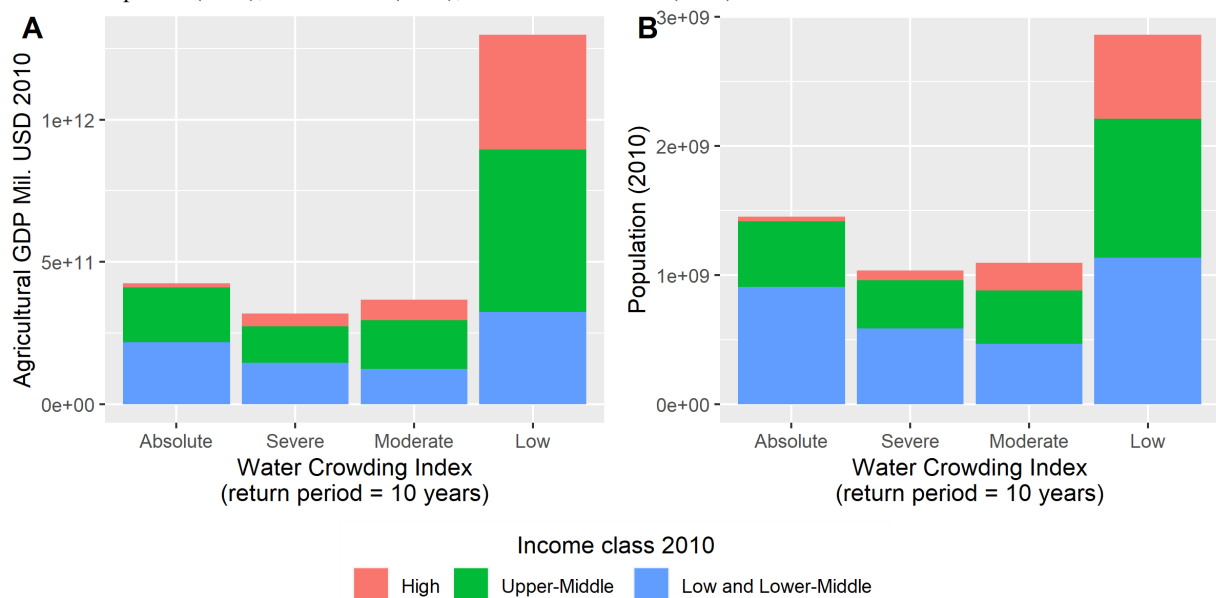 A
Agricultural GDP Mil. USD 2010
1e+12
5e+11
0e+00
Absolute
Severe
Moderate
Low
Water Crowding Index
(return period = 10 years)
B
Population (2010)
3e+09
2e+09
1e+09
0e+00
Absolute
Severe
Moderate
Low
Water Crowding Index
(return period = 10 years)
Income class 2010
High
Upper-Middle
Low and Lower-Middle